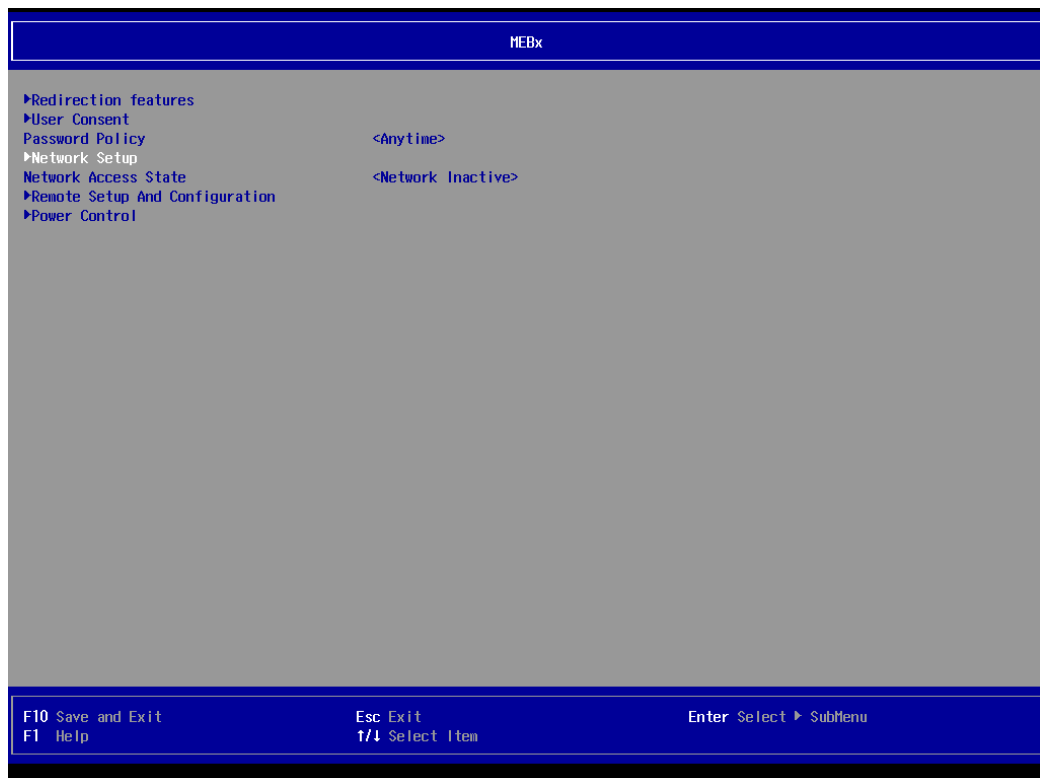 MEBx
▶Redirection features
▶User Consent
Password Policy <Anytime>
▶Network Setup
Network Access State <Network Inactive>
▶Remote Setup And Configuration
▶Power Control
F10 Save and Exit Esc Exit Enter Select ▶ SubMenu
F1 Help ↑/↓ Select Item